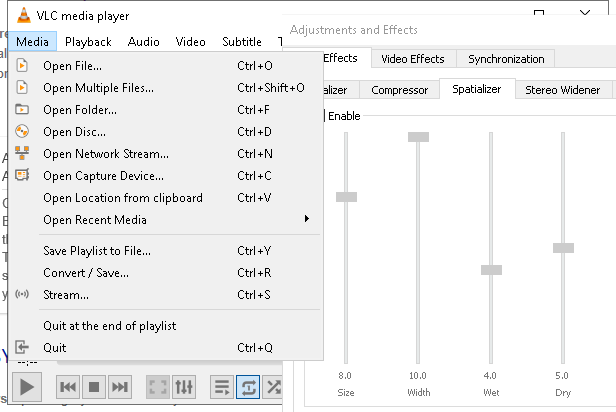 VLC media player
Adjustments and Effects
Media Playback Audio Video Subtitle T
Effects Video Effects Synchronization
Compressor Spatializer Stereo Widener
Enable
Open File... Ctrl+O
Open Multiple Files... Ctrl+Shift+O
Open Folder... Ctrl+F
Open Disc... Ctrl+D
Open Network Stream... Ctrl+N
Open Capture Device... Ctrl+C
Open Location from clipboard Ctrl+V
Open Recent Media
Save Playlist to File... Ctrl+Y
Convert / Save... Ctrl+R
Stream... Ctrl+S
Quit at the end of playlist
Quit Ctrl+Q
8.0 10.0 4.0 5.0
Size Width Wet Dry